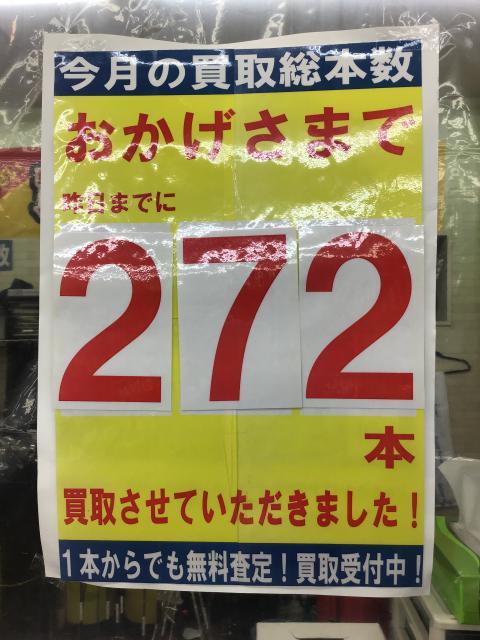 今月の買取総本数
おかげさまで
昨日までに
272
本
買取させていただきました！
1本からでも無料査定！買取受付中！